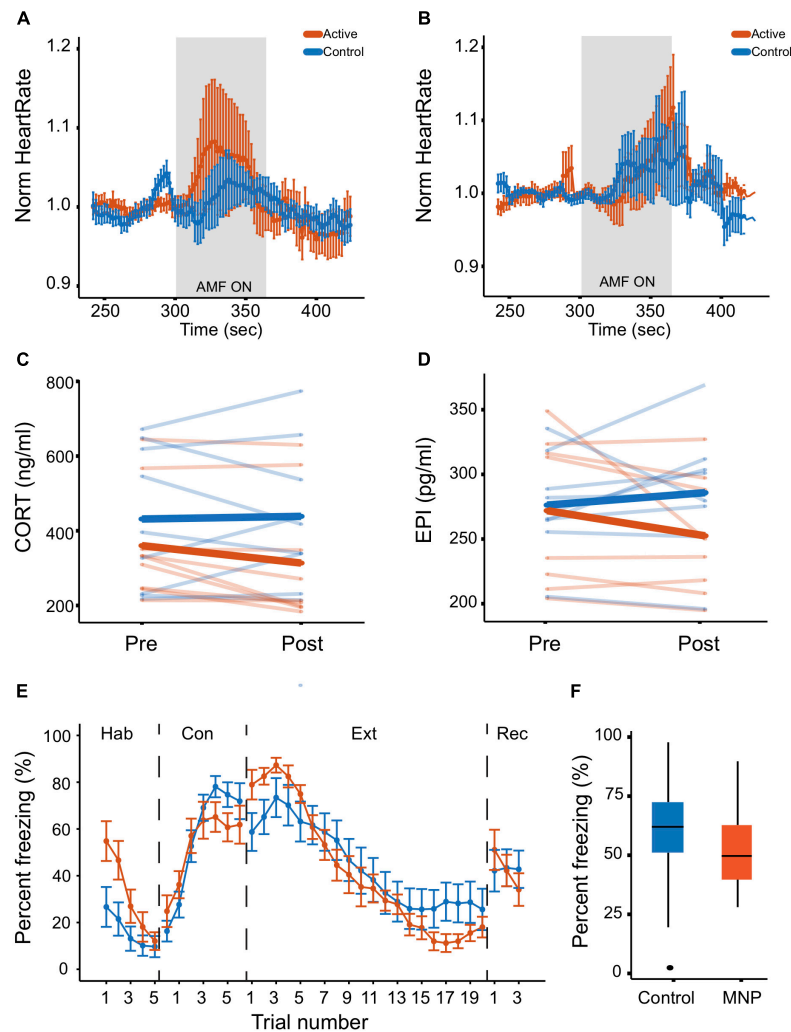 A
Active
Control
1.2
1.1
1.0
0.9
Norm HeartRate
AMF ON
250
300
350
400
Time (sec)
B
Active
Control
1.2
1.1
1.0
0.9
Norm HeartRate
AMF ON
250
300
350
400
Time (sec)
C
800
600
400
200
CORT (ng/ml)
Pre
Post
D
350
300
250
200
EPI (pg/ml)
Pre
Post
E
Hab
Con
Ext
Rec
100
80
60
40
20
0
Percent freezing (%)
1 3 5 1 3 5 1 3 5 7 9 11 13 15 17 19 1 3
Trial number
F
100
75
50
25
0
Percent freezing (%)
Control
MNP